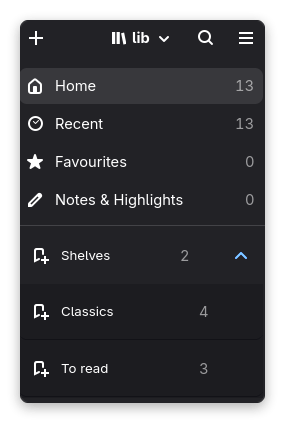 lib
Home 13
Recent 13
Favourites 0
Notes & Highlights 0
Shelves 2
Classics 4
To read 3